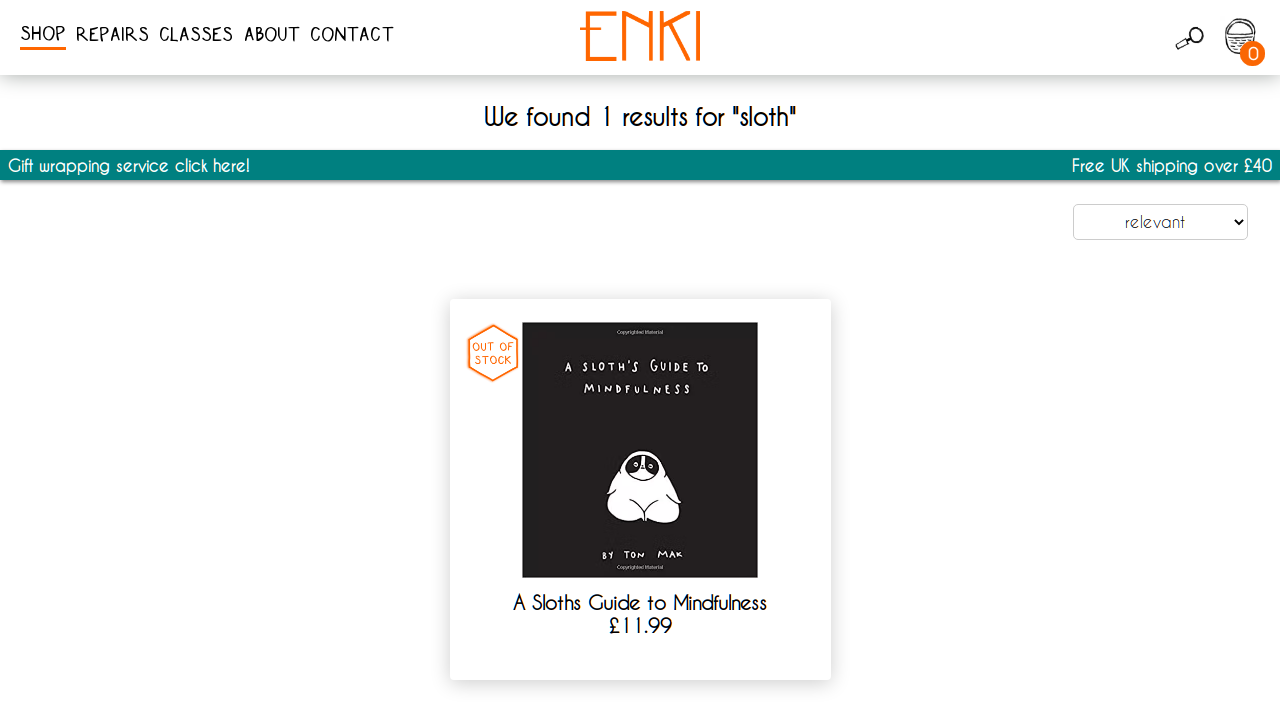 SHOP REPAIRS CLASSES ABOUT CONTACT
ENKI
0
We found 1 results for "sloth"
Gift wrapping service click here!
Free UK shipping over £40
relevant
OUT OF
STOCK
Copyrighted Material
A SLOTH'S GUIDE TO
MINDFULNESS
BY TON MAK
Copyrighted Material
A Sloths Guide to Mindfulness
£11.99